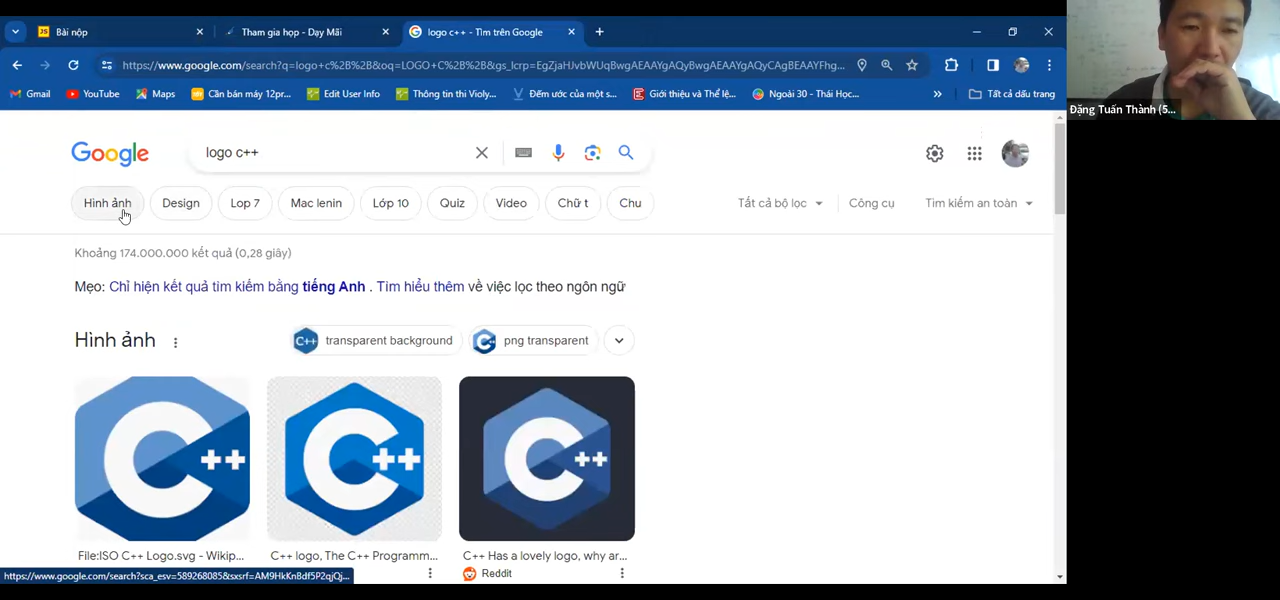 Bài nộp
Tham gia họp - Dạy Mãi
logo c++ - Tìm trên Google
https://www.google.com/search?q=logo+c%2B%2B&oq=LOGO+C%2B%2B&gs_lcrp=EgZjaHJvbWUqBwgAEAAYgAQyBwgAEAAYgAQyCAgBEAAYFhg...
Gmail
YouTube
Maps
Cân bán máy 12pr...
Edit User Info
Thông tin thi Violy...
Đếm ước của một s...
Giới thiệu và Thể lệ...
Ngoài 30 - Thái Học...
Tất cả dấu trang
Đặng Tuấn Thành (5...
Google
logo c++
Hình ảnh
Design
Lop 7
Mac lenin
Lớp 10
Quiz
Video
Chữ t
Chu
Tất cả bộ lọc
Công cụ
Tìm kiếm an toàn
Khoảng 174.000.000 kết quả (0,28 giây)
Mẹo: Chỉ hiện kết quả tìm kiếm bằng tiếng Anh . Tìm hiểu thêm về việc lọc theo ngôn ngữ
Hình ảnh
C++ transparent background
C++ png transparent
C++
C++
C++
File:ISO C++ Logo.svg - Wikip...
C++ logo, The C++ Programm...
C++ Has a lovely logo, why ar...
Reddit
https://www.google.com/search?sca_esv=589268085&sxsrf=AM9HkKnBdf5P2qjQj...